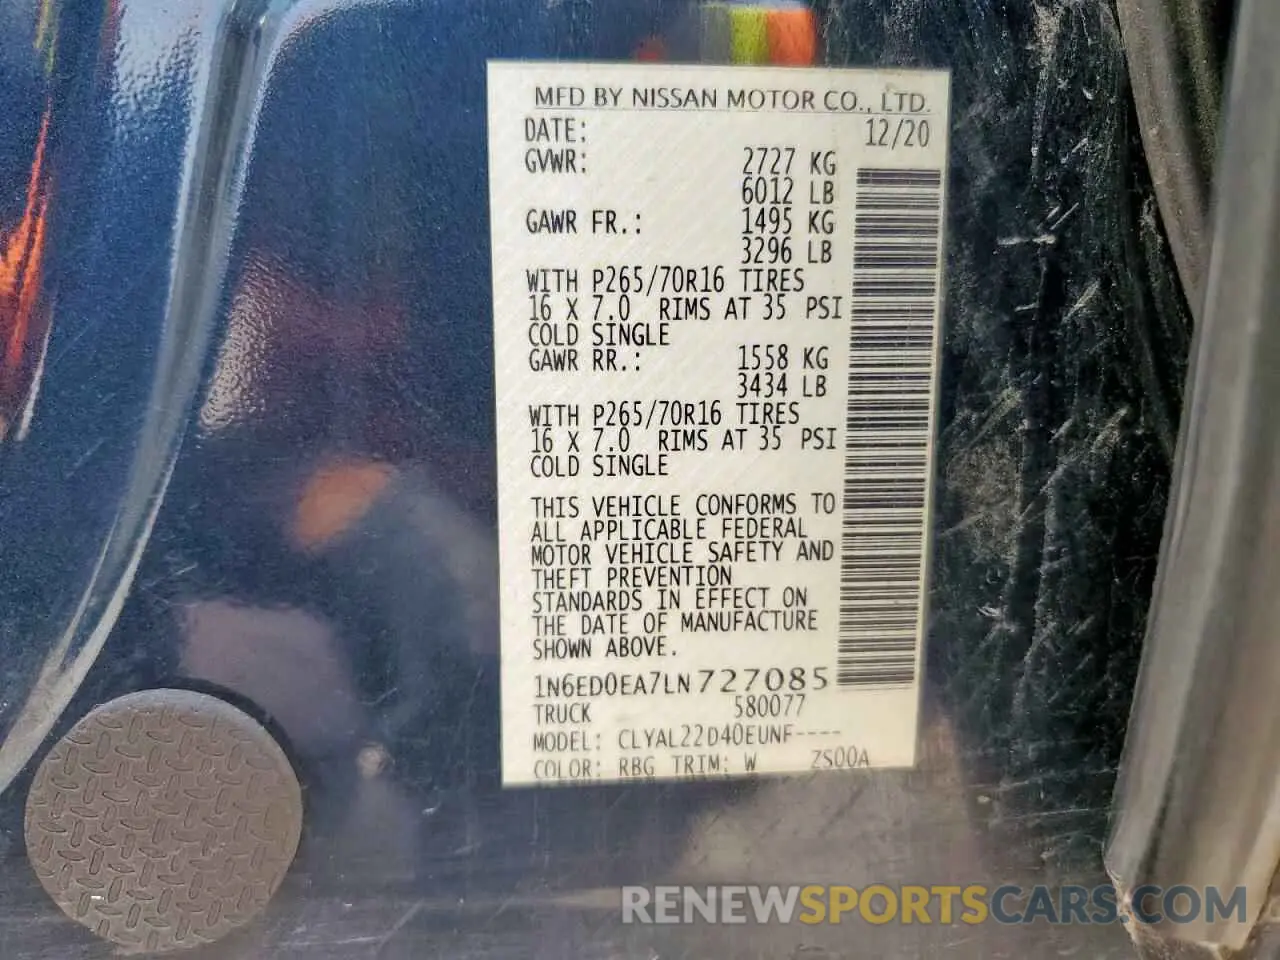 MFD BY NISSAN MOTOR CO., LTD.
DATE: 12/20
GVWR: 2727 KG
6012 LB
GAWR FR.: 1495 KG
3296 LB
WITH P265/70R16 TIRES
16 X 7.0 RIMS AT 35 PSI
COLD SINGLE
GAWR RR.: 1558 KG
3434 LB
WITH P265/70R16 TIRES
16 X 7.0 RIMS AT 35 PSI
COLD SINGLE
THIS VEHICLE CONFORMS TO
ALL APPLICABLE FEDERAL
MOTOR VEHICLE SAFETY AND
THEFT PREVENTION
STANDARDS IN EFFECT ON
THE DATE OF MANUFACTURE
SHOWN ABOVE.
1N6ED0EA7LN727085
TRUCK 580077
MODEL: CLYAL22D40EUNF----
COLOR: RBG TRIM: W ZS00A
RENEWSPORTSCARS.COM